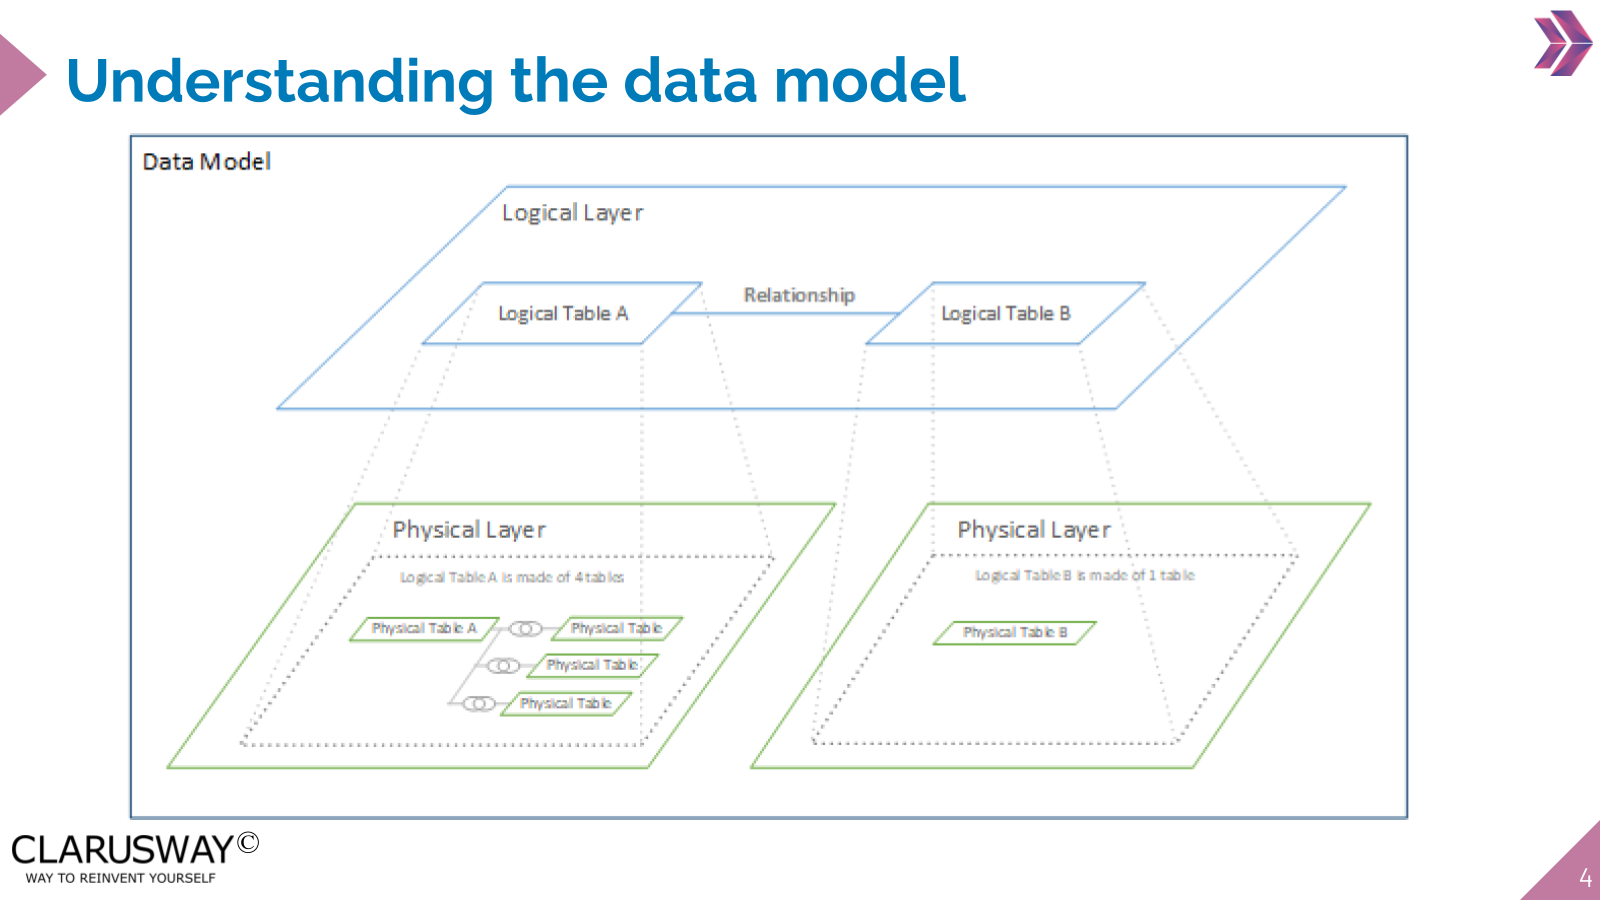 Understanding the data model
Data Model
Logical Layer
Relationship
Logical Table A
Logical Table B
Physical Layer
Logical Table A is made of 4 tables
Physical Table A
Physical Table
Physical Table
Physical Table
Physical Layer
Logical Table B is made of 1 table
Physical Table B
CLARUSWAY©
WAY TO REINVENT YOURSELF
4